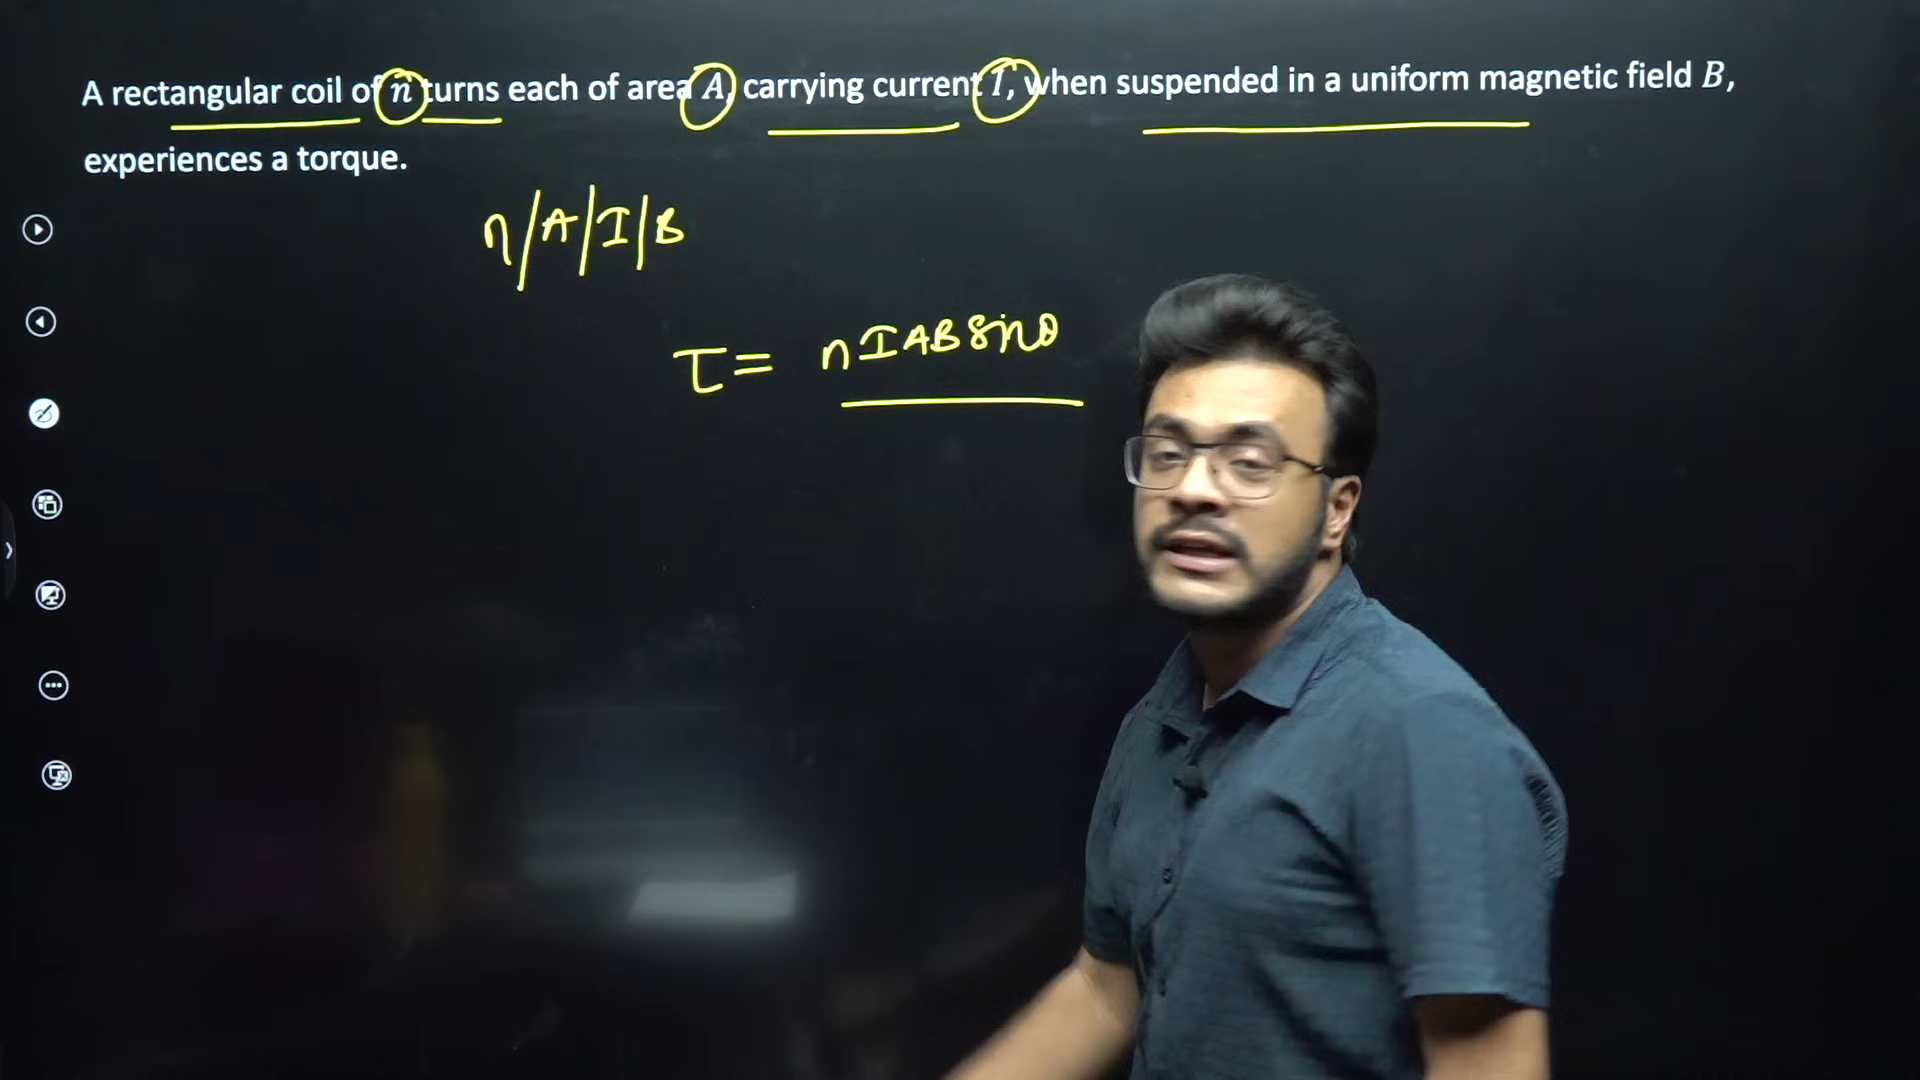 A rectangular coil of n turns each of area A, carrying current I, when suspended in a uniform magnetic field B,
experiences a torque.
n/A/I/B
τ = nIAB sinθ